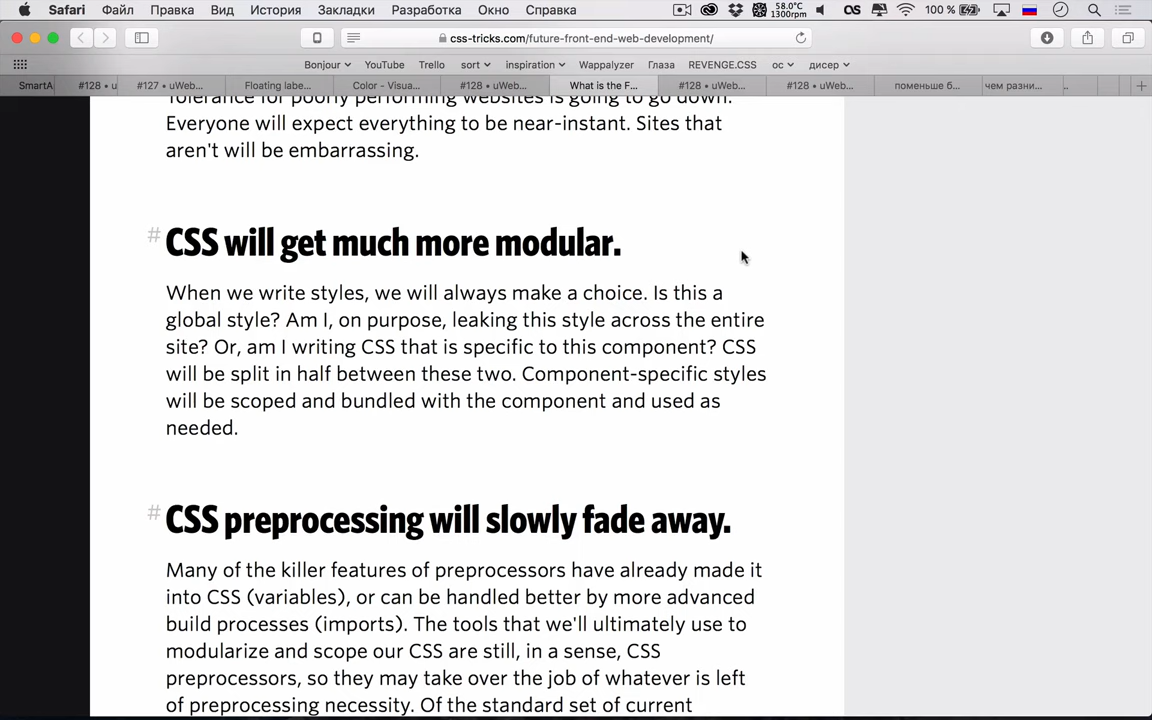 Safari Файл Правка Вид История Закладки Разработка Окно Справка 58.0°C 1300rpm 100 %
css-tricks.com/future-front-end-web-development/
Bonjour YouTube Trello sort inspiration Wappalyzer Глаза REVENGE.CSS ос дисер
SmartA #128 • u #127 • uWeb... Floating labe... Color - Visua... #128 • uWeb... What is the F... #128 • uWeb... #128 • uWeb... поменьше б... чем разни... ..
Tolerance for poorly performing websites is going to go down.
Everyone will expect everything to be near-instant. Sites that
aren't will be embarrassing.
# CSS will get much more modular.
When we write styles, we will always make a choice. Is this a
global style? Am I, on purpose, leaking this style across the entire
site? Or, am I writing CSS that is specific to this component? CSS
will be split in half between these two. Component-specific styles
will be scoped and bundled with the component and used as
needed.
# CSS preprocessing will slowly fade away.
Many of the killer features of preprocessors have already made it
into CSS (variables), or can be handled better by more advanced
build processes (imports). The tools that we'll ultimately use to
modularize and scope our CSS are still, in a sense, CSS
preprocessors, so they may take over the job of whatever is left
of preprocessing necessity. Of the standard set of current